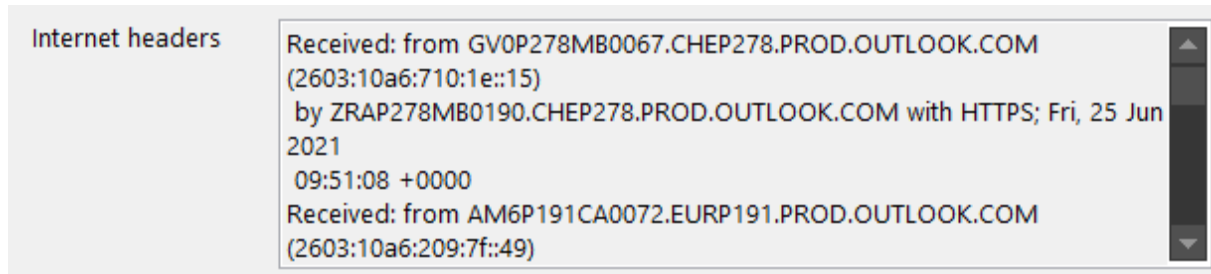 Internet headers
Received: from GV0P278MB0067.CHEP278.PROD.OUTLOOK.COM
(2603:10a6:710:1e::15)
by ZRAP278MB0190.CHEP278.PROD.OUTLOOK.COM with HTTPS; Fri, 25 Jun
2021
09:51:08 +0000
Received: from AM6P191CA0072.EURP191.PROD.OUTLOOK.COM
(2603:10a6:209:7f::49)